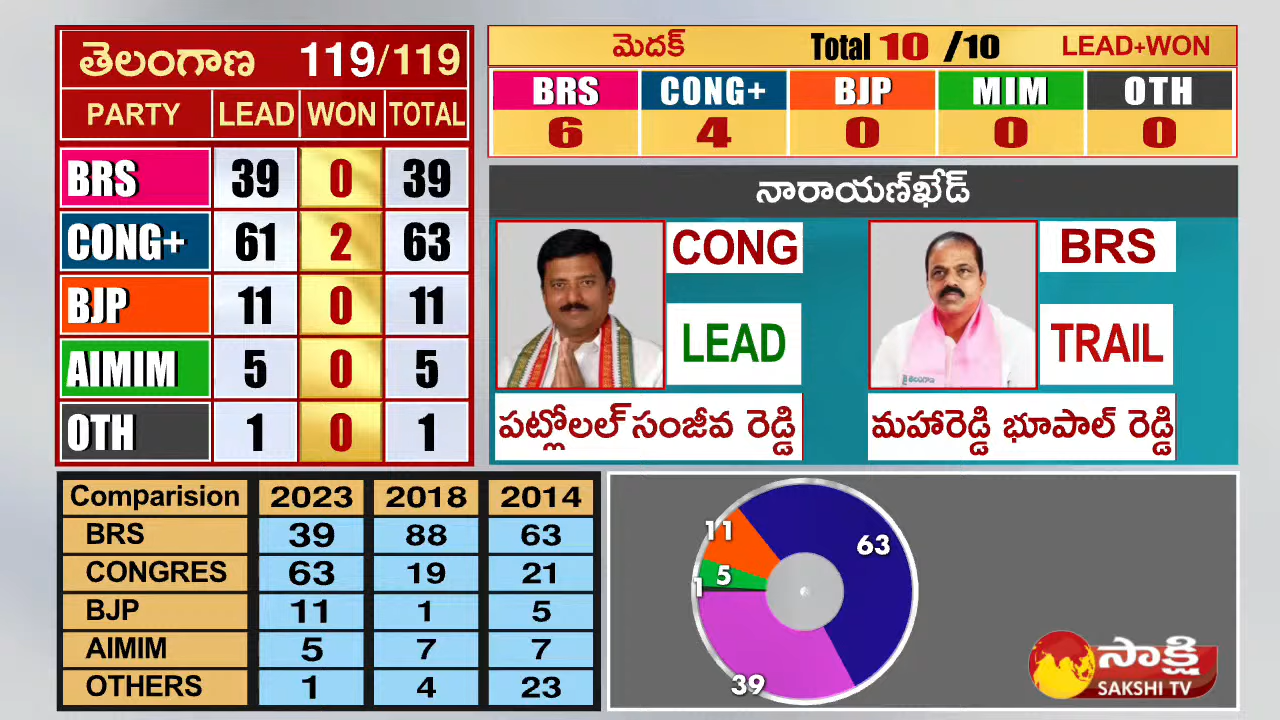 తెలంగాణ 119/119
PARTY LEAD WON TOTAL
BRS 39 0 39
CONG+ 61 2 63
BJP 11 0 11
AIMIM 5 0 5
OTH 1 0 1
మెదక్ Total 10 /10 LEAD+WON
BRS CONG+ BJP MIM OTH
6 4 0 0 0
నారాయణ్‌ఖేడ్
CONG
LEAD
పట్లోలల్ సంజీవ రెడ్డి
BRS
TRAIL
జై తెలంగాణ
మహారెడ్డి భూపాల్ రెడ్డి
Comparision 2023 2018 2014
BRS 39 88 63
CONGRES 63 19 21
BJP 11 1 5
AIMIM 5 7 7
OTHERS 1 4 23
11
63
5
1
39
సాక్షి
SAKSHI TV